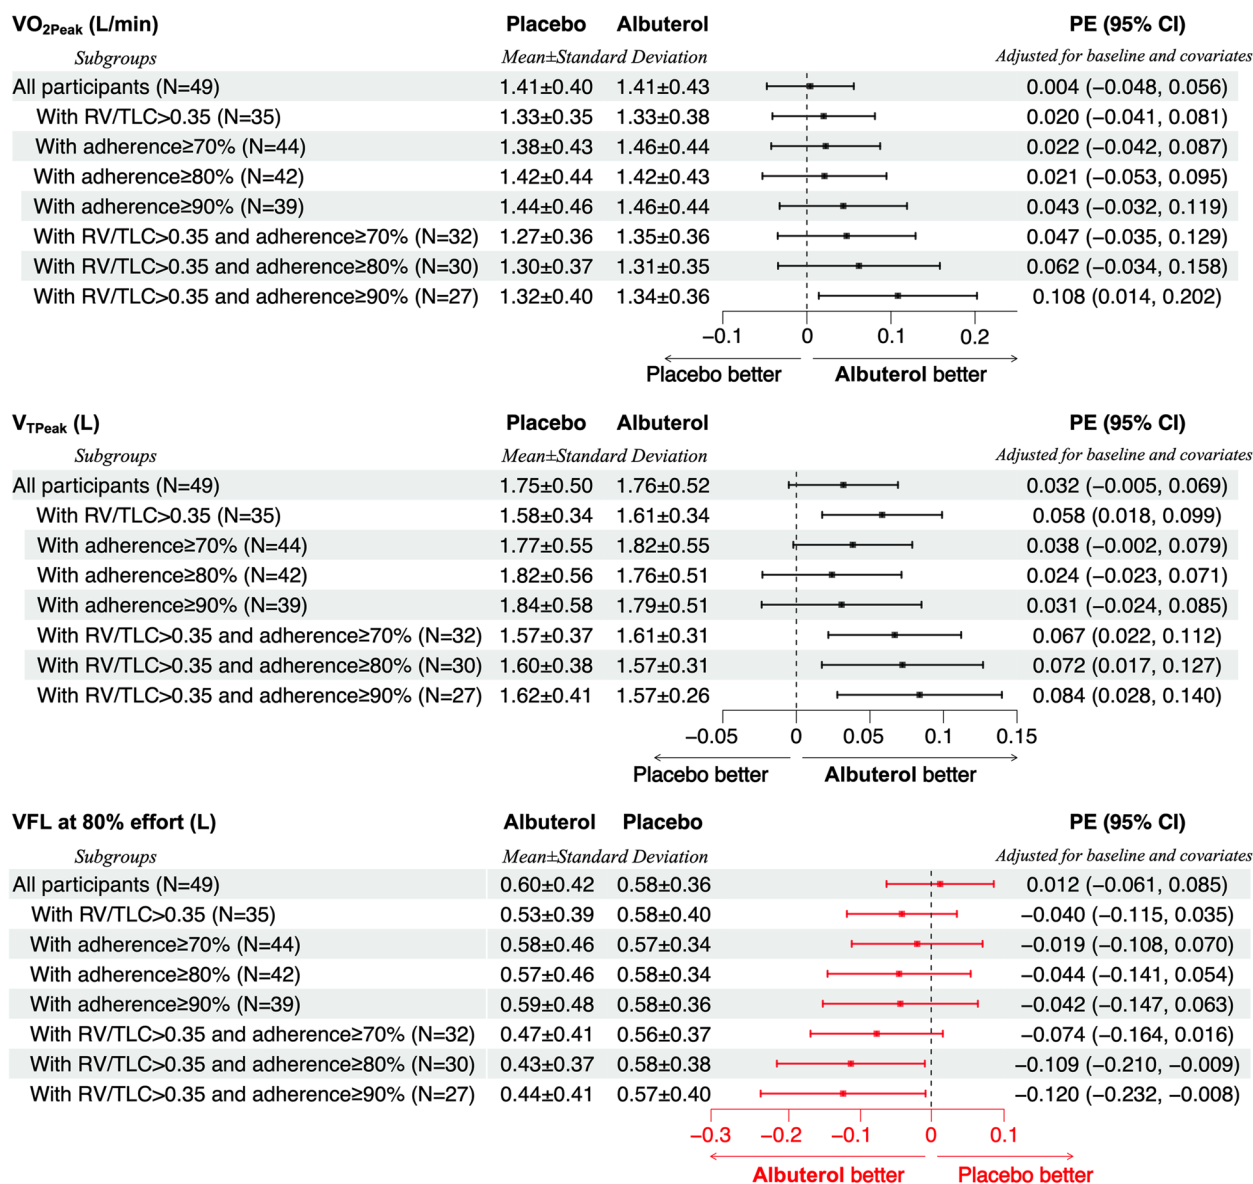 VO2Peak (L/min) Placebo Albuterol PE (95% CI)
Subgroups Mean±Standard Deviation Adjusted for baseline and covariates
All participants (N=49) 1.41±0.40 1.41±0.43 0.004 (−0.048, 0.056)
With RV/TLC>0.35 (N=35) 1.33±0.35 1.33±0.38 0.020 (−0.041, 0.081)
With adherence≥70% (N=44) 1.38±0.43 1.46±0.44 0.022 (−0.042, 0.087)
With adherence≥80% (N=42) 1.42±0.44 1.42±0.43 0.021 (−0.053, 0.095)
With adherence≥90% (N=39) 1.44±0.46 1.46±0.44 0.043 (−0.032, 0.119)
With RV/TLC>0.35 and adherence≥70% (N=32) 1.27±0.36 1.35±0.36 0.047 (−0.035, 0.129)
With RV/TLC>0.35 and adherence≥80% (N=30) 1.30±0.37 1.31±0.35 0.062 (−0.034, 0.158)
With RV/TLC>0.35 and adherence≥90% (N=27) 1.32±0.40 1.34±0.36 0.108 (0.014, 0.202)
−0.1 0 0.1 0.2
Placebo better Albuterol better
VTPeak (L) Placebo Albuterol PE (95% CI)
Subgroups Mean±Standard Deviation Adjusted for baseline and covariates
All participants (N=49) 1.75±0.50 1.76±0.52 0.032 (−0.005, 0.069)
With RV/TLC>0.35 (N=35) 1.58±0.34 1.61±0.34 0.058 (0.018, 0.099)
With adherence≥70% (N=44) 1.77±0.55 1.82±0.55 0.038 (−0.002, 0.079)
With adherence≥80% (N=42) 1.82±0.56 1.76±0.51 0.024 (−0.023, 0.071)
With adherence≥90% (N=39) 1.84±0.58 1.79±0.51 0.031 (−0.024, 0.085)
With RV/TLC>0.35 and adherence≥70% (N=32) 1.57±0.37 1.61±0.31 0.067 (0.022, 0.112)
With RV/TLC>0.35 and adherence≥80% (N=30) 1.60±0.38 1.57±0.31 0.072 (0.017, 0.127)
With RV/TLC>0.35 and adherence≥90% (N=27) 1.62±0.41 1.57±0.26 0.084 (0.028, 0.140)
−0.05 0 0.05 0.1 0.15
Placebo better Albuterol better
VFL at 80% effort (L) Albuterol Placebo PE (95% CI)
Subgroups Mean±Standard Deviation Adjusted for baseline and covariates
All participants (N=49) 0.60±0.42 0.58±0.36 0.012 (−0.061, 0.085)
With RV/TLC>0.35 (N=35) 0.53±0.39 0.58±0.40 −0.040 (−0.115, 0.035)
With adherence≥70% (N=44) 0.58±0.46 0.57±0.34 −0.019 (−0.108, 0.070)
With adherence≥80% (N=42) 0.57±0.46 0.58±0.34 −0.044 (−0.141, 0.054)
With adherence≥90% (N=39) 0.59±0.48 0.58±0.36 −0.042 (−0.147, 0.063)
With RV/TLC>0.35 and adherence≥70% (N=32) 0.47±0.41 0.56±0.37 −0.074 (−0.164, 0.016)
With RV/TLC>0.35 and adherence≥80% (N=30) 0.43±0.37 0.58±0.38 −0.109 (−0.210, −0.009)
With RV/TLC>0.35 and adherence≥90% (N=27) 0.44±0.41 0.57±0.40 −0.120 (−0.232, −0.008)
−0.3 −0.2 −0.1 0 0.1
Albuterol better Placebo better